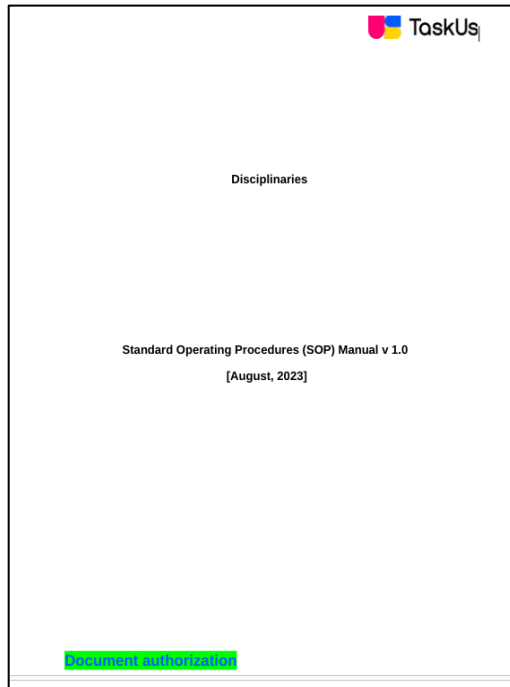 TaskUs
Disciplinaries
Standard Operating Procedures (SOP) Manual v 1.0
[August, 2023]
Document authorization